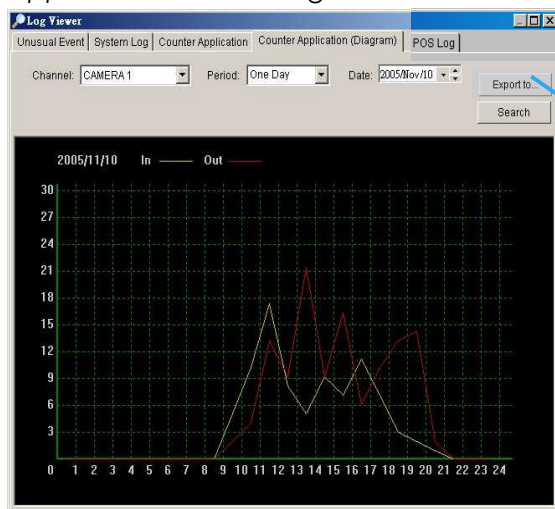 Log Viewer
Unusual Event System Log Counter Application Counter Application (Diagram) POS Log
Channel: CAMERA 1 Period: One Day Date: 2005/Nov/10
Export to...
Search
2005/11/10 In Out
30
27
24
21
18
15
12
9
6
3
0 1 2 3 4 5 6 7 8 9 10 11 12 13 14 15 16 17 18 19 20 21 22 23 24